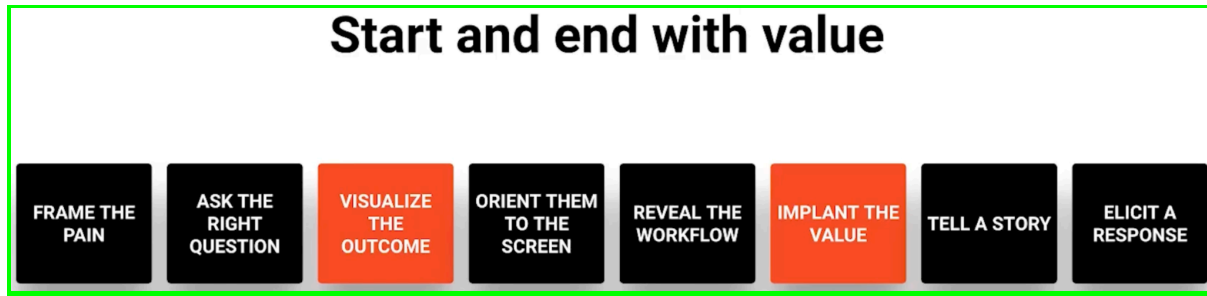 Start and end with value
FRAME THE
PAIN
ASK THE
RIGHT
QUESTION
VISUALIZE
THE
OUTCOME
ORIENT THEM
TO THE
SCREEN
REVEAL THE
WORKFLOW
IMPLANT THE
VALUE
TELL A STORY
ELICIT A
RESPONSE